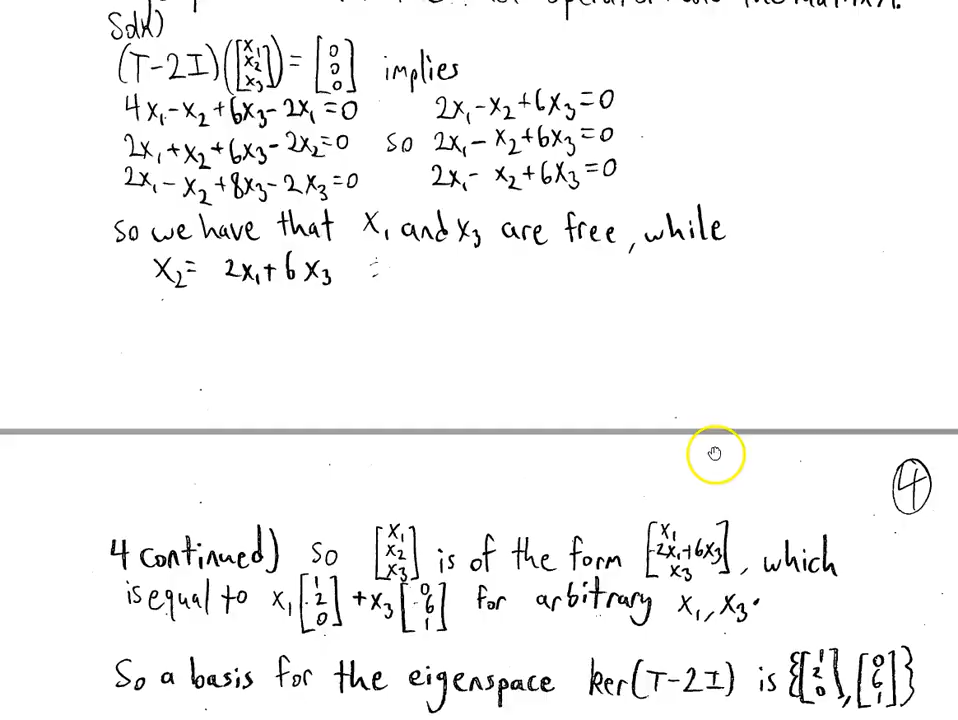 Soln)
(T-2I)([x₁ x₂ x₃]) = [0 0 0] implies
4x₁-x₂+6x₃-2x₁=0 2x₁-x₂+6x₃=0
2x₁+x₂+6x₃-2x₂=0 so 2x₁-x₂+6x₃=0
2x₁-x₂+8x₃-2x₃=0 2x₁-x₂+6x₃=0
so we have that x₁ and x₃ are free, while
x₂= 2x₁+6x₃
4
4 continued) so [x₁ x₂ x₃] is of the form [x₁ 2x₁+6x₃ x₃], which
is equal to x₁[1 2 0]+x₃[0 6 1] for arbitrary x₁,x₃.
So a basis for the eigenspace ker(T-2I) is {[1 2 0],[0 6 1]}